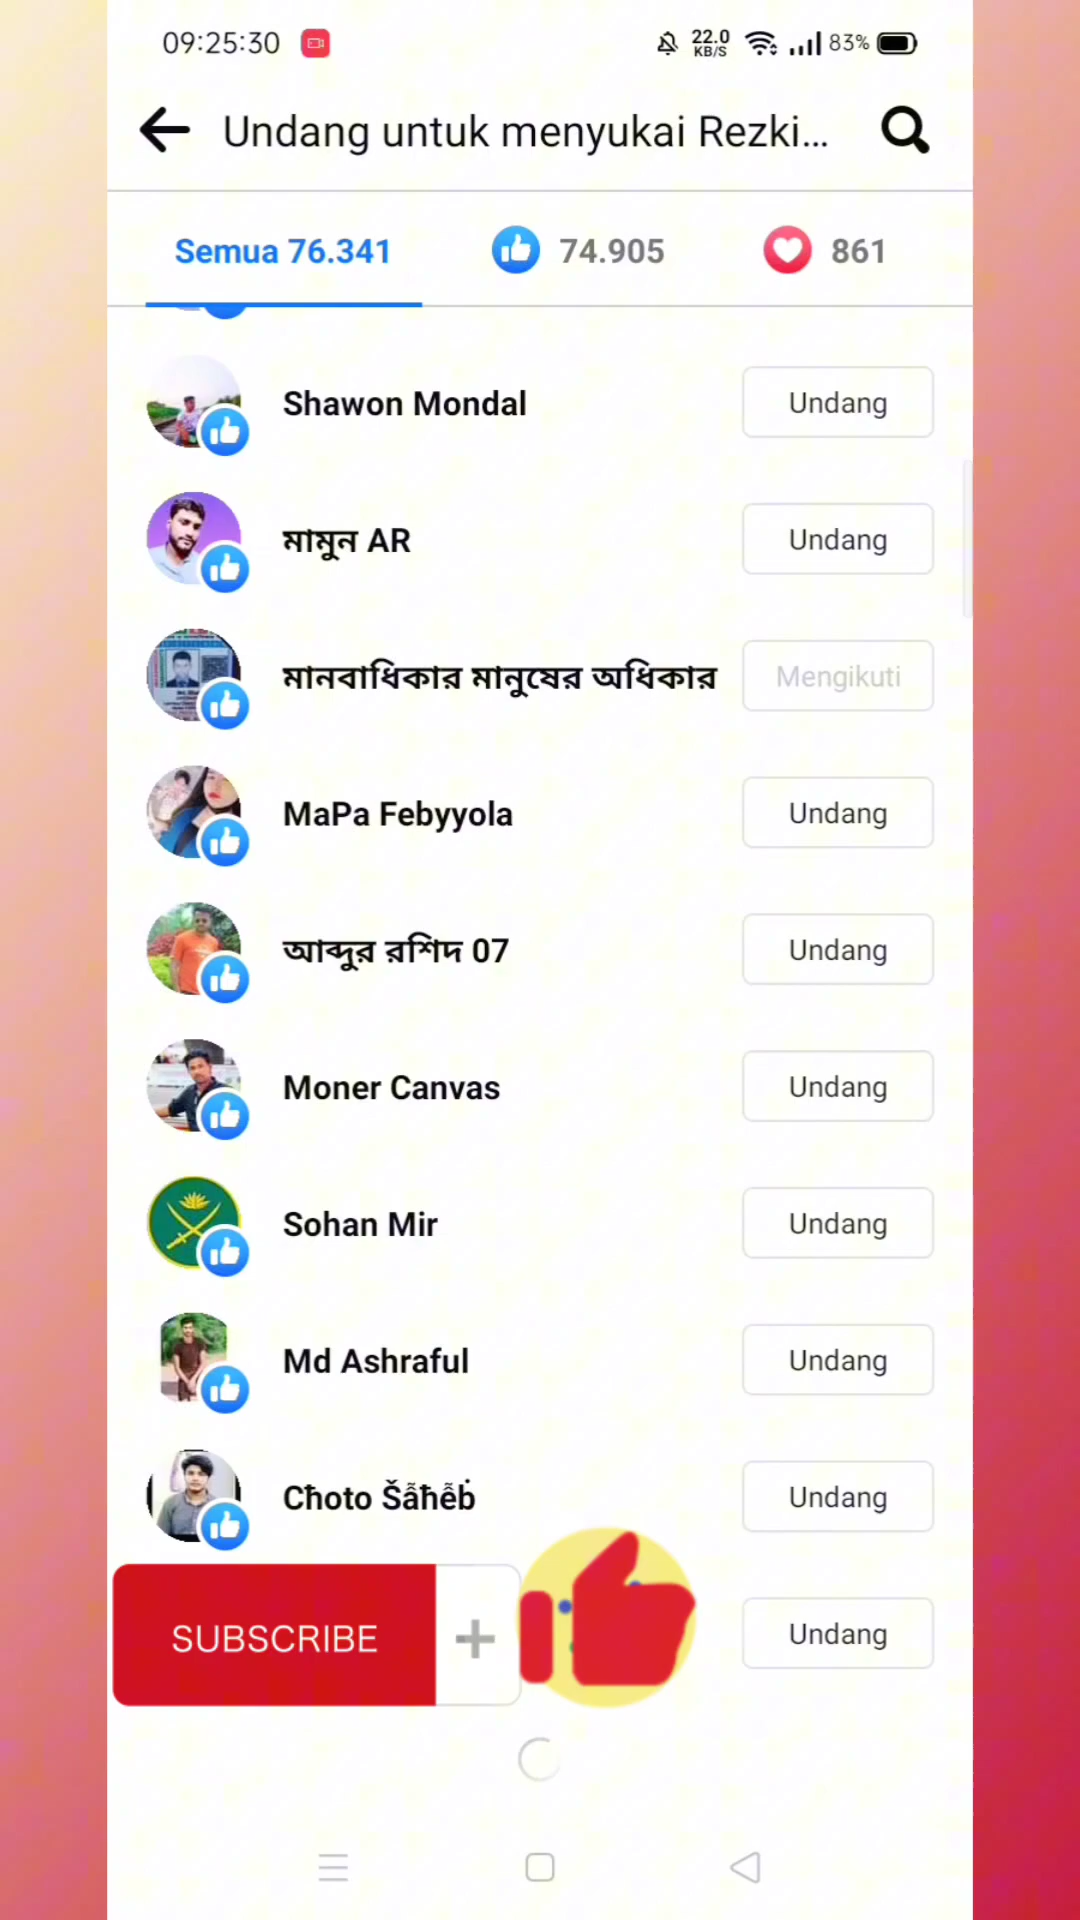 09:25:30
22.0
KB/S
83%
Undang untuk menyukai Rezki...
Semua 76.341
74.905
861
Shawon Mondal
Undang
মামুন AR
Undang
মানবাধিকার মানুষের অধিকার
Mengikuti
MaPa Febyyola
Undang
আব্দুর রশিদ 07
Undang
Moner Canvas
Undang
Sohan Mir
Undang
Md Ashraful
Undang
Cħoto Šẫħễḃ
Undang
SUBSCRIBE
+
Undang